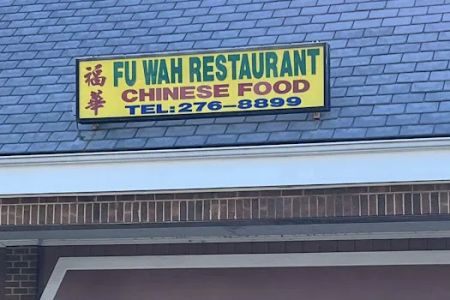 福華
FU WAH RESTAURANT
CHINESE FOOD
TEL:276-8899